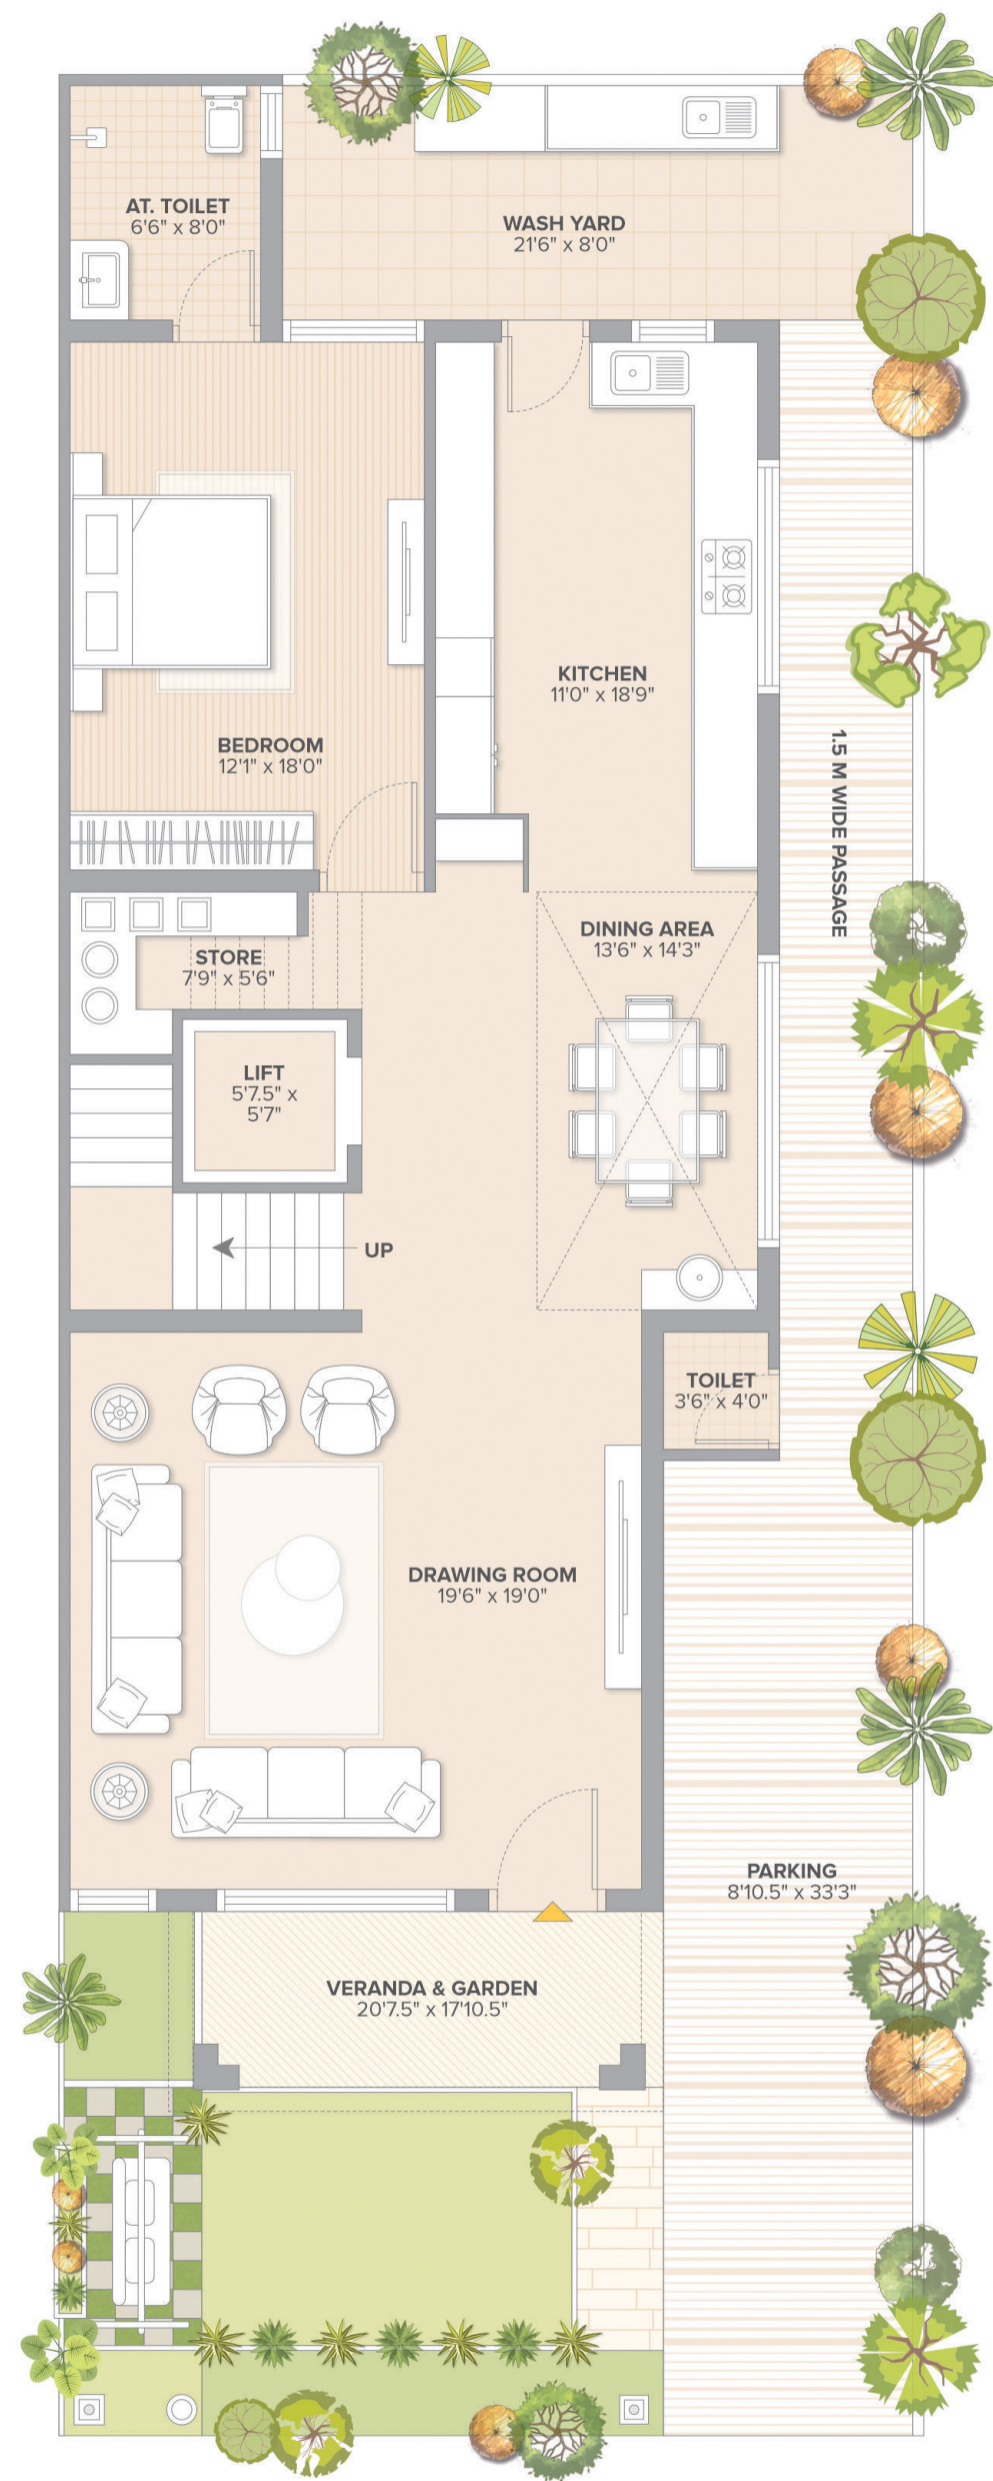 AT. TOILET
6'6" x 8'0"
WASH YARD
21'6" x 8'0"
KITCHEN
11'0" x 18'9"
BEDROOM
12'1" x 18'0"
1.5 M WIDE PASSAGE
DINING AREA
13'6" x 14'3"
STORE
7'9" x 5'6"
LIFT
5'7.5" x
5'7"
UP
TOILET
3'6" x 4'0"
DRAWING ROOM
19'6" x 19'0"
PARKING
8'10.5" x 33'3"
VERANDA & GARDEN
20'7.5" x 17'10.5"